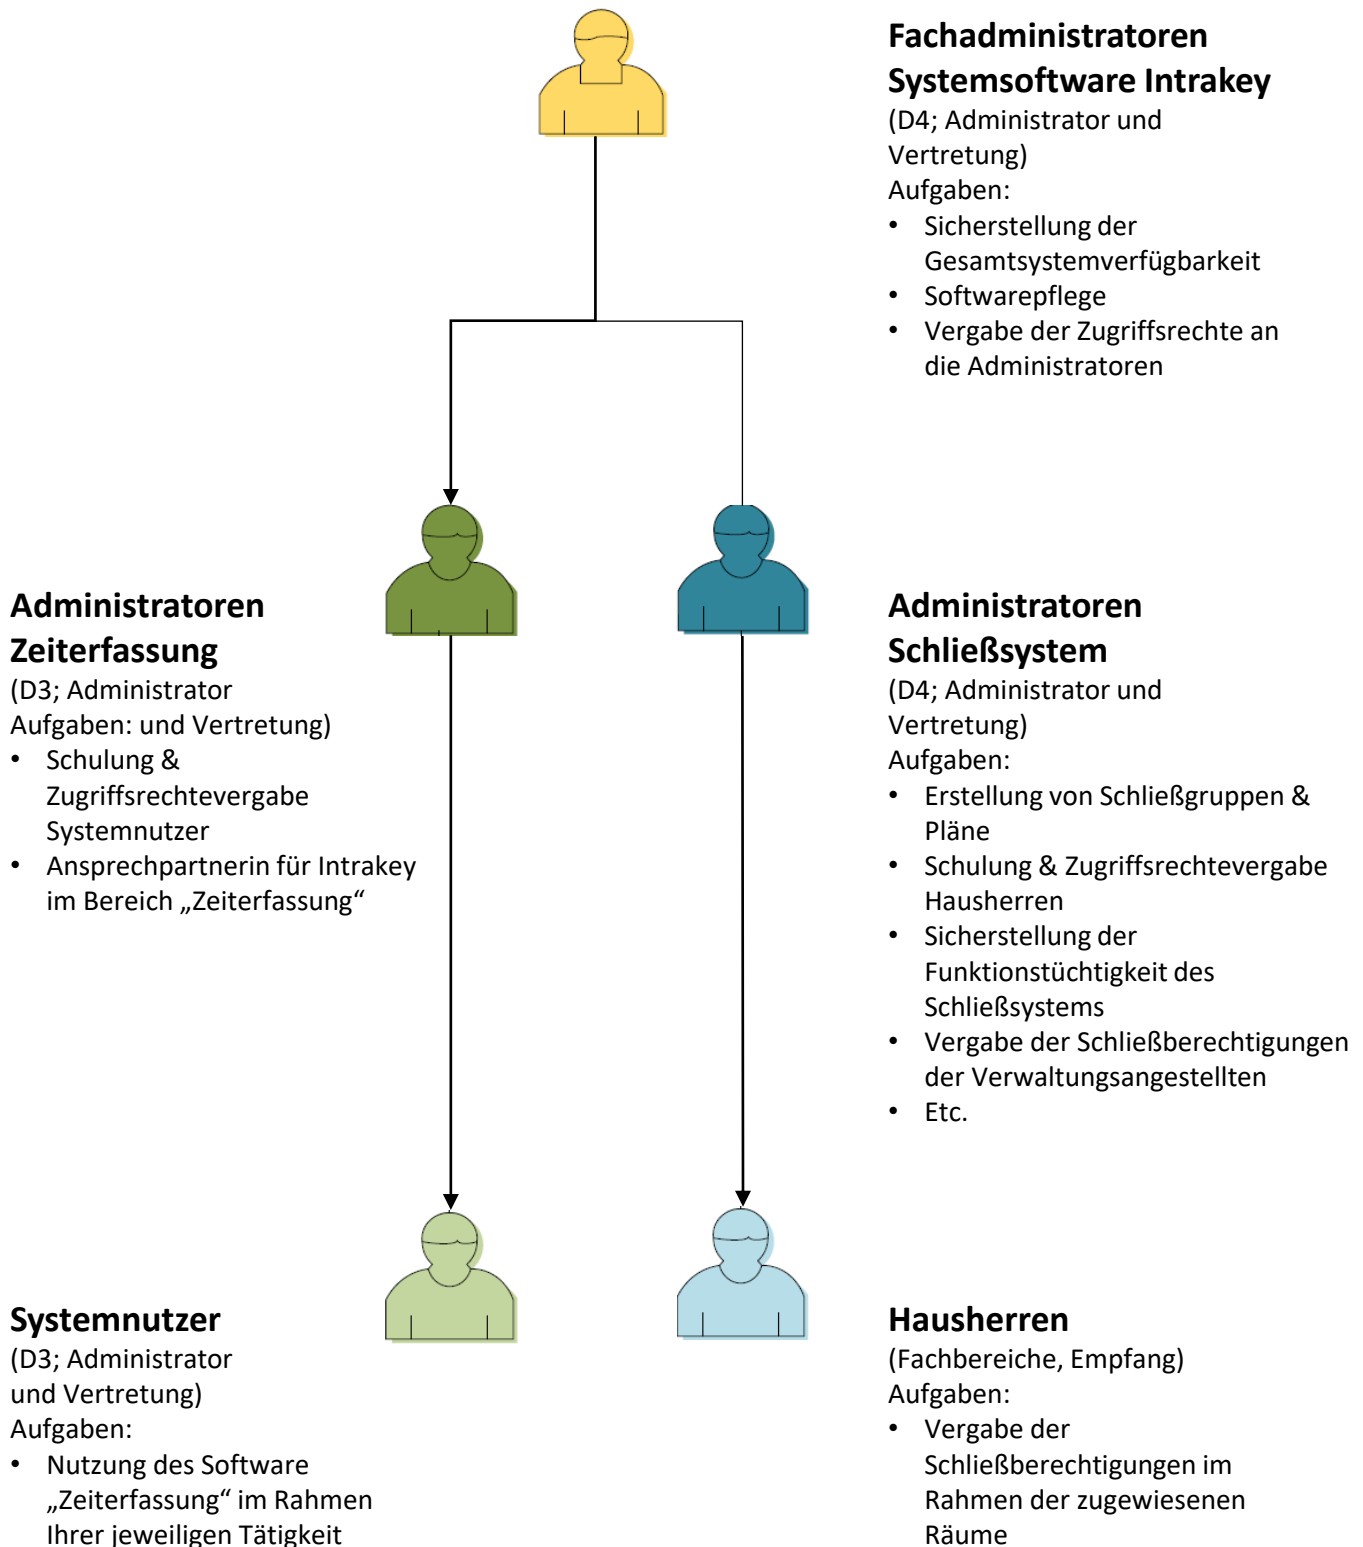 Fachadministratoren
Systemsoftware Intrakey
(D4; Administrator und
Vertretung)
Aufgaben:
• Sicherstellung der
Gesamtsystemverfügbarkeit
• Softwarepflege
• Vergabe der Zugriffsrechte an
die Administratoren
Administratoren
Zeiterfassung
(D3; Administrator
Aufgaben: und Vertretung)
• Schulung &
Zugriffsrechtevergabe
Systemnutzer
• Ansprechpartnerin für Intrakey
im Bereich „Zeiterfassung“
Administratoren
Schließsystem
(D4; Administrator und
Vertretung)
Aufgaben:
• Erstellung von Schließgruppen &
Pläne
• Schulung & Zugriffsrechtevergabe
Hausherren
• Sicherstellung der
Funktionstüchtigkeit des
Schließsystems
• Vergabe der Schließberechtigungen
der Verwaltungsangestellten
• Etc.
Systemnutzer
(D3; Administrator
und Vertretung)
Aufgaben:
• Nutzung des Software
„Zeiterfassung“ im Rahmen
Ihrer jeweiligen Tätigkeit
Hausherren
(Fachbereiche, Empfang)
Aufgaben:
• Vergabe der
Schließberechtigungen im
Rahmen der zugewiesenen
Räume